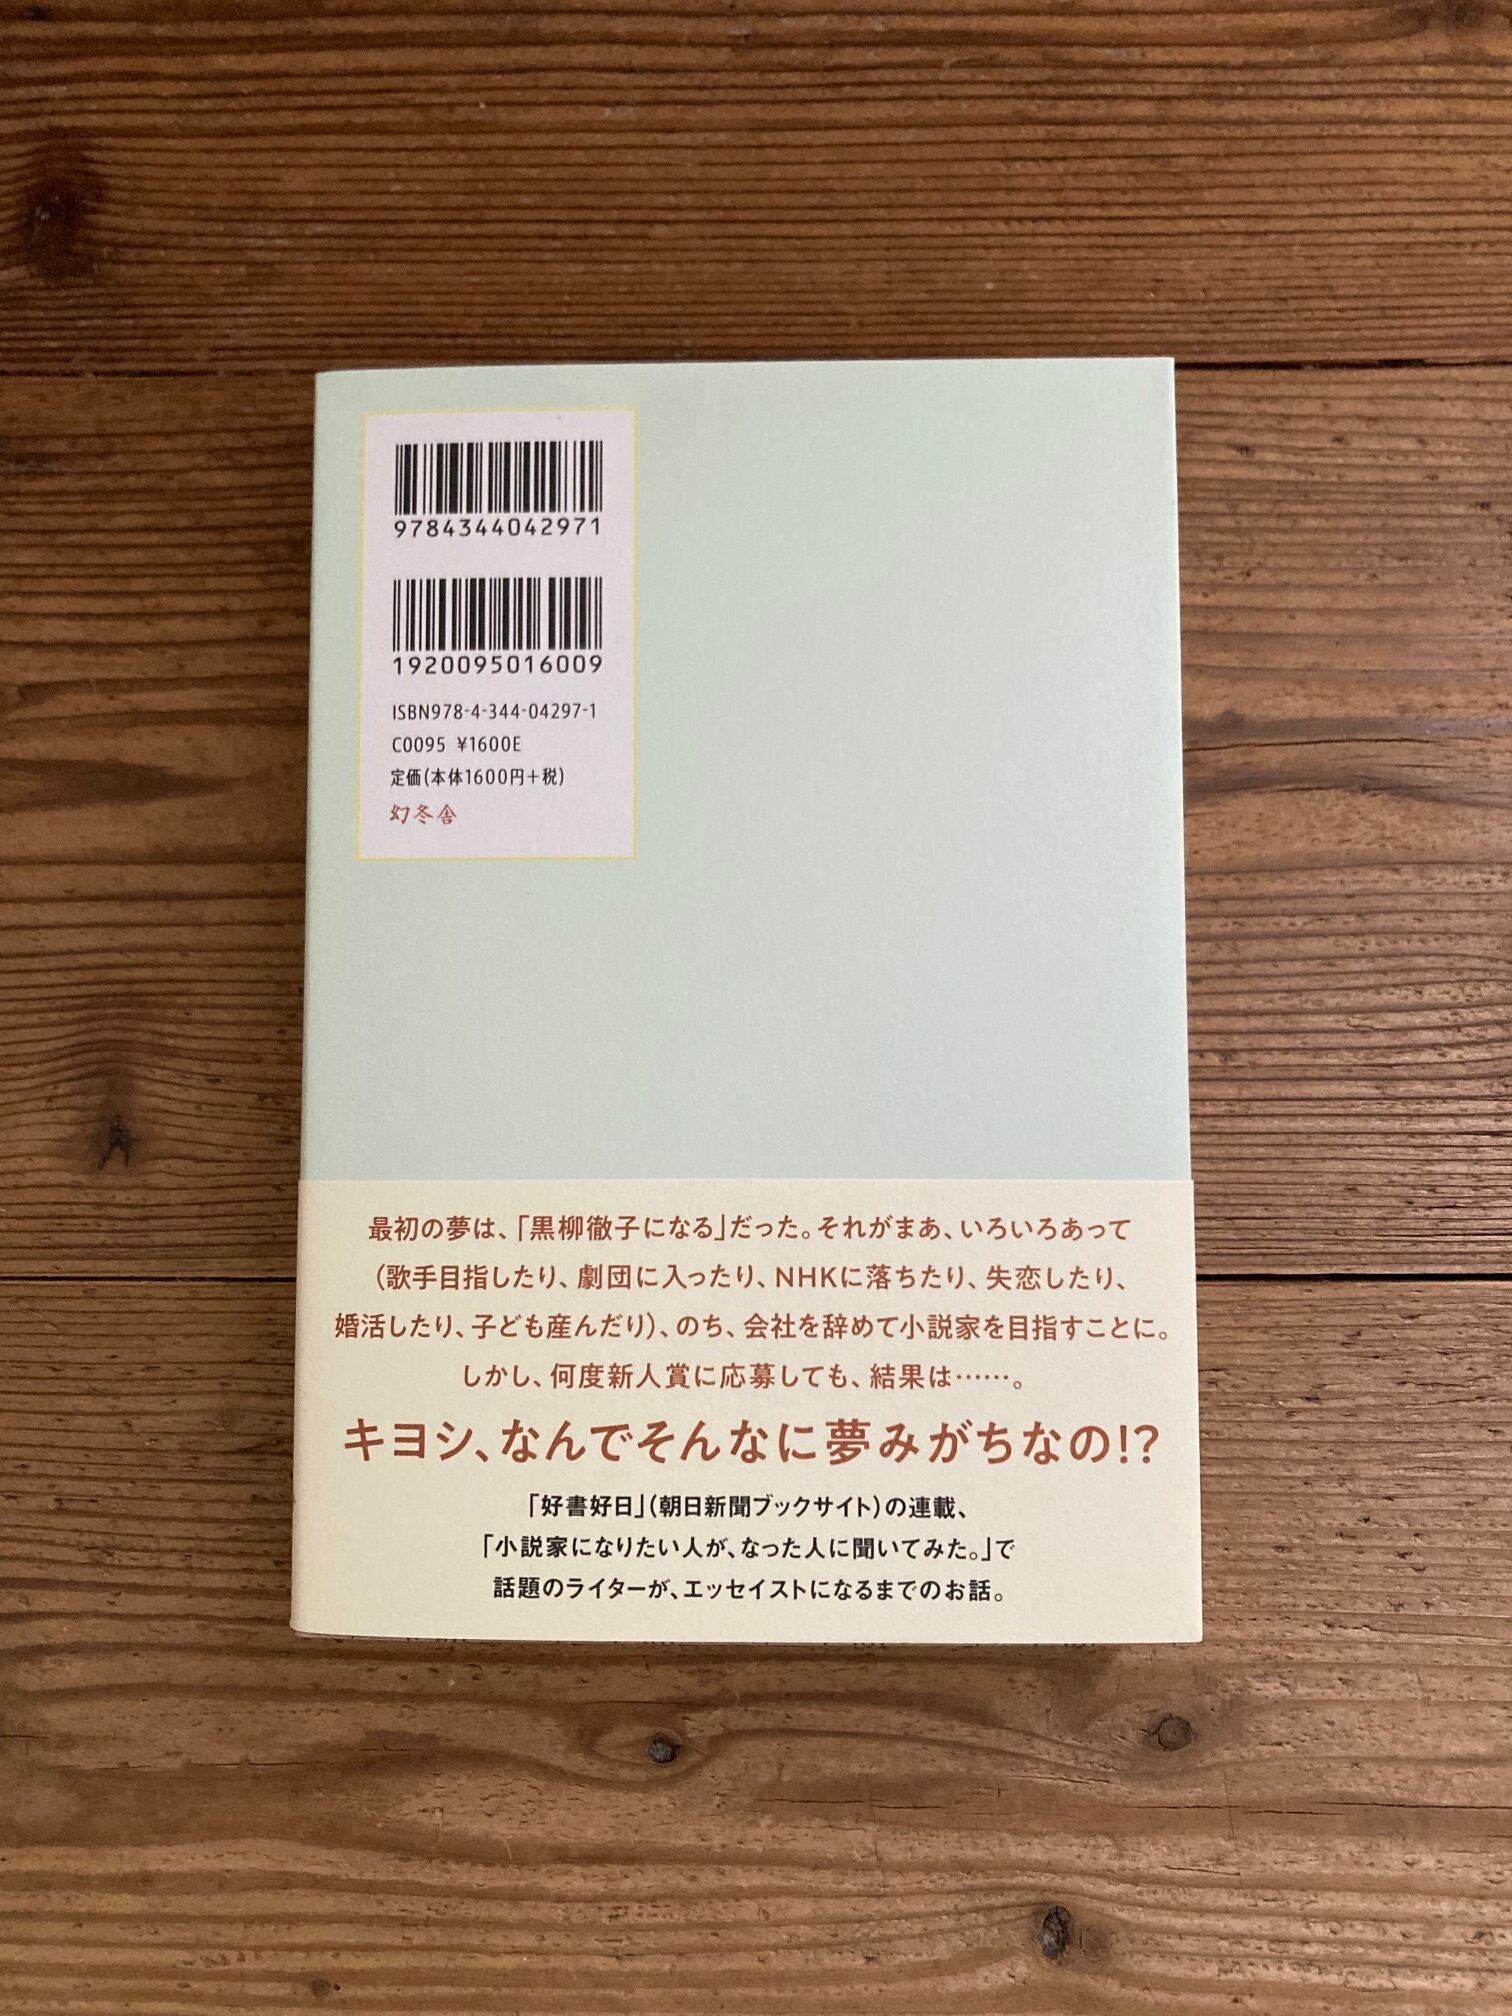 9784344042971
1920095016009
ISBN978-4-344-04297-1
C0095 ¥1600E
定価(本体1600円+税)
幻冬舎
最初の夢は、「黒柳徹子になる」だった。それがまあ、いろいろあって
(歌手目指したり、劇団に入ったり、NHKに落ちたり、失恋したり、
婚活したり、子ども産んだり)、のち、会社を辞めて小説家を目指すことに。
しかし、何度新人賞に応募しても、結果は……。
キヨシ、なんでそんなに夢みがちなの!?
「好書好日」(朝日新聞ブックサイト)の連載、
「小説家になりたい人が、なった人に聞いてみた。」で
話題のライターが、エッセイストになるまでのお話。